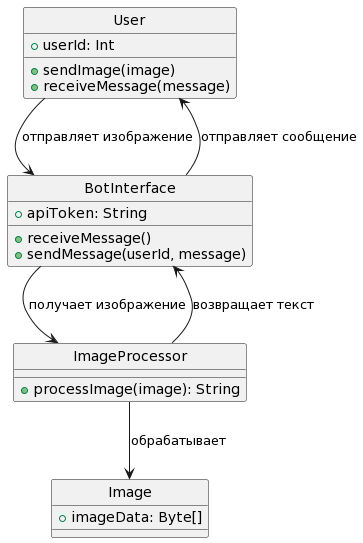 User
userId: Int
sendImage(image)
receiveMessage(message)
отправляет изображение
отправляет сообщение
BotInterface
apiToken: String
receiveMessage()
sendMessage(userId, message)
получает изображение
возвращает текст
ImageProcessor
processImage(image): String
обрабатывает
Image
imageData: Byte[]